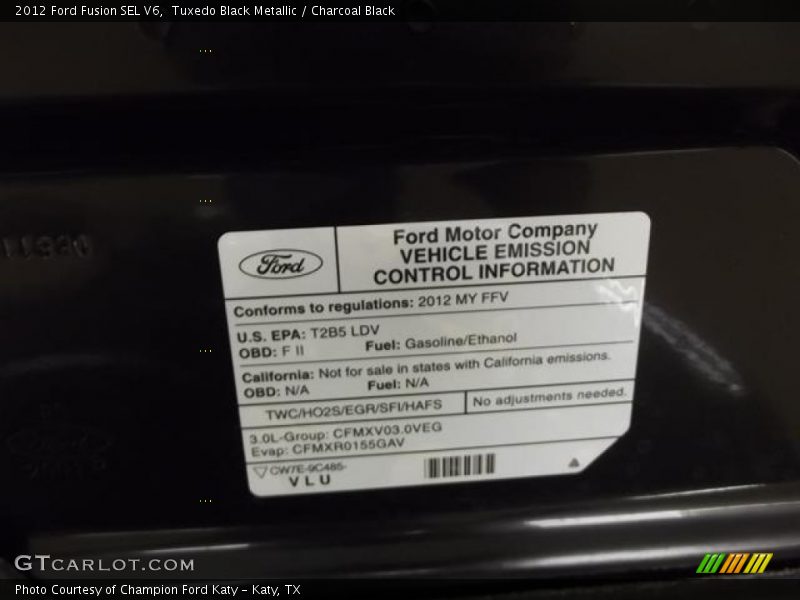 2012 Ford Fusion SEL V6,  Tuxedo Black Metallic / Charcoal Black
Ford
Ford Motor Company
VEHICLE EMISSION
CONTROL INFORMATION
Conforms to regulations: 2012 MY FFV
U.S. EPA: T2B5 LDV
OBD: F II Fuel: Gasoline/Ethanol
California: Not for sale in states with California emissions.
OBD: N/A Fuel: N/A
TWC/HO2S/EGR/SFI/HAFS No adjustments needed.
3.0L-Group: CFMXV03.0VEG
Evap: CFMXR0155GAV
CW7E-9C485-
V L U
GTCARLOT.COM
Photo Courtesy of Champion Ford Katy - Katy, TX